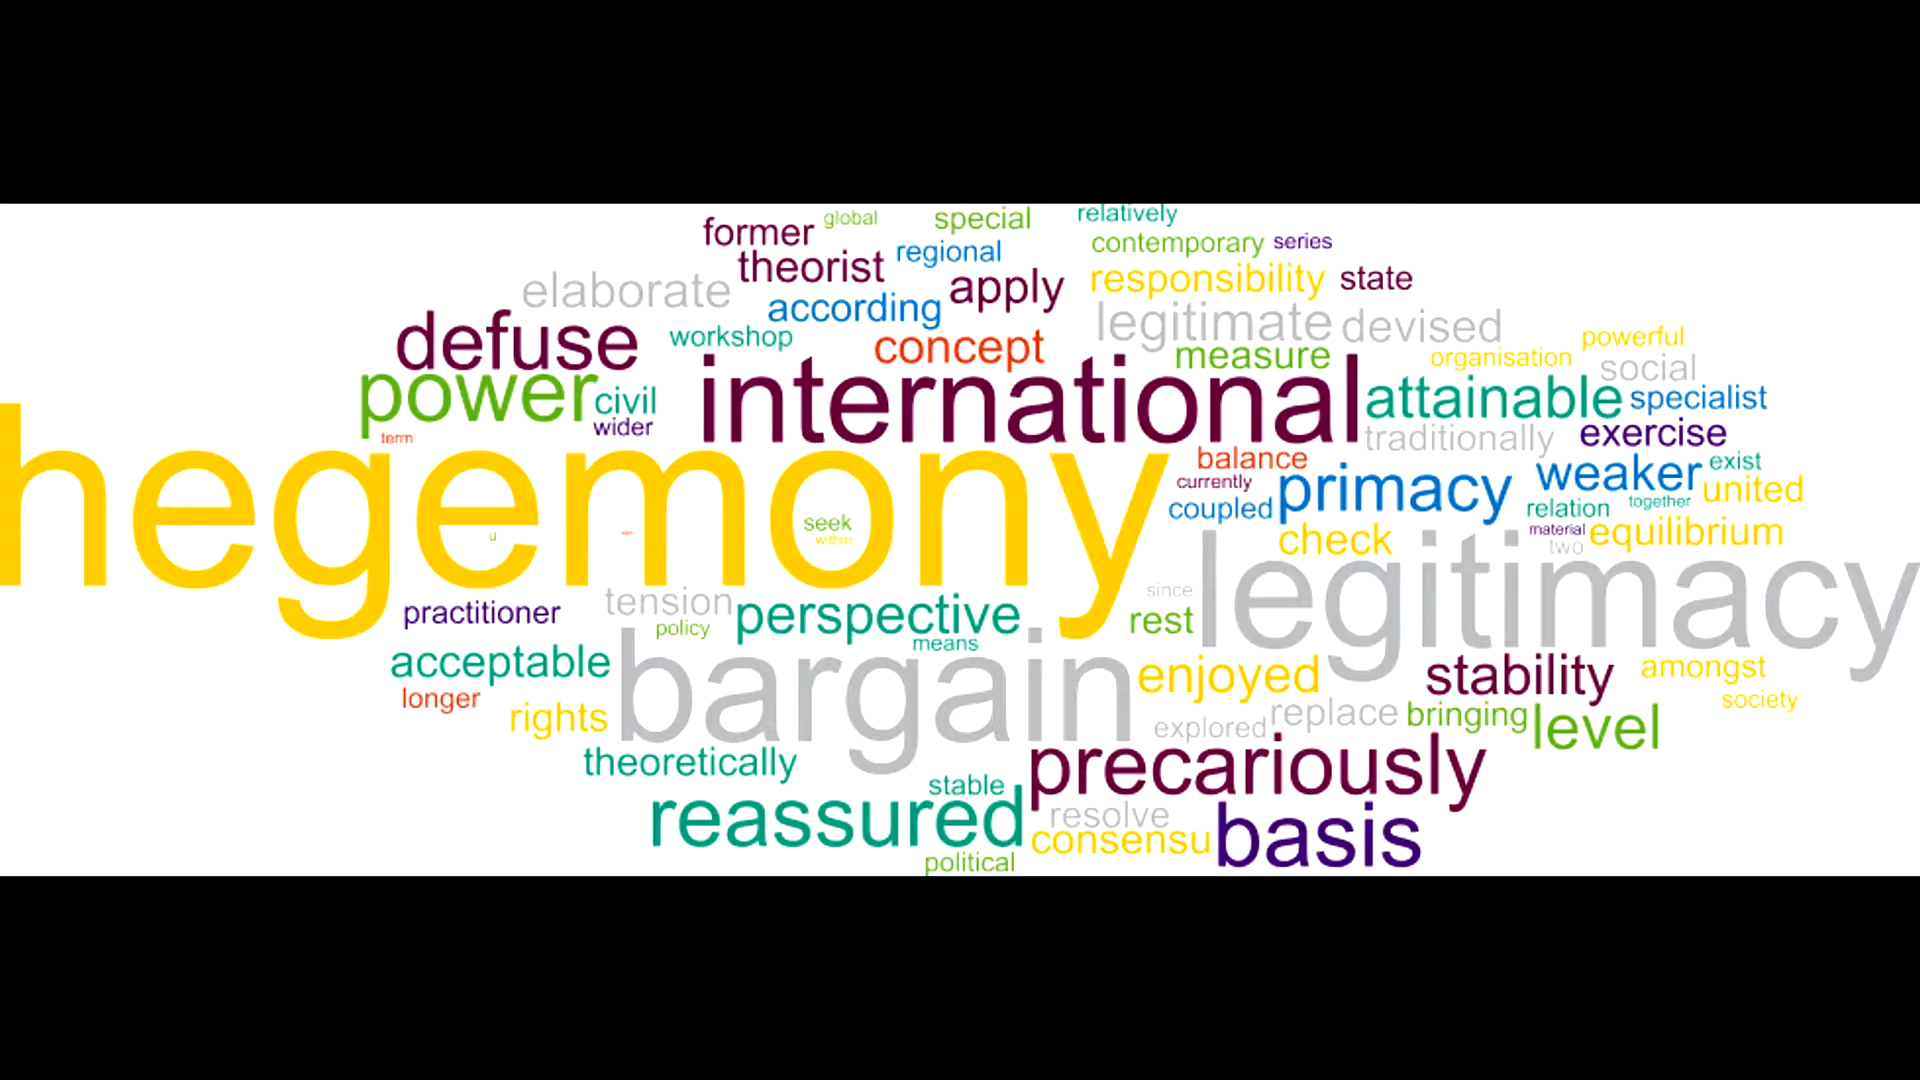 former global special relatively
contemporary series
theorist regional
elaborate apply responsibility state
according legitimate devised
defuse workshop concept measure powerful
organisation social
power civil international attainable specialist
wider traditionally exercise
term
hegemony balance weaker exist
currently primacy united
coupled relation together
seek check material equilibrium
u within two
practitioner tension perspective since legitimacy
policy rest
means
acceptable bargain enjoyed stability amongst
longer society
rights explored replace bringing level
theoretically precariously
stable
reassured resolve basis
consensu
political